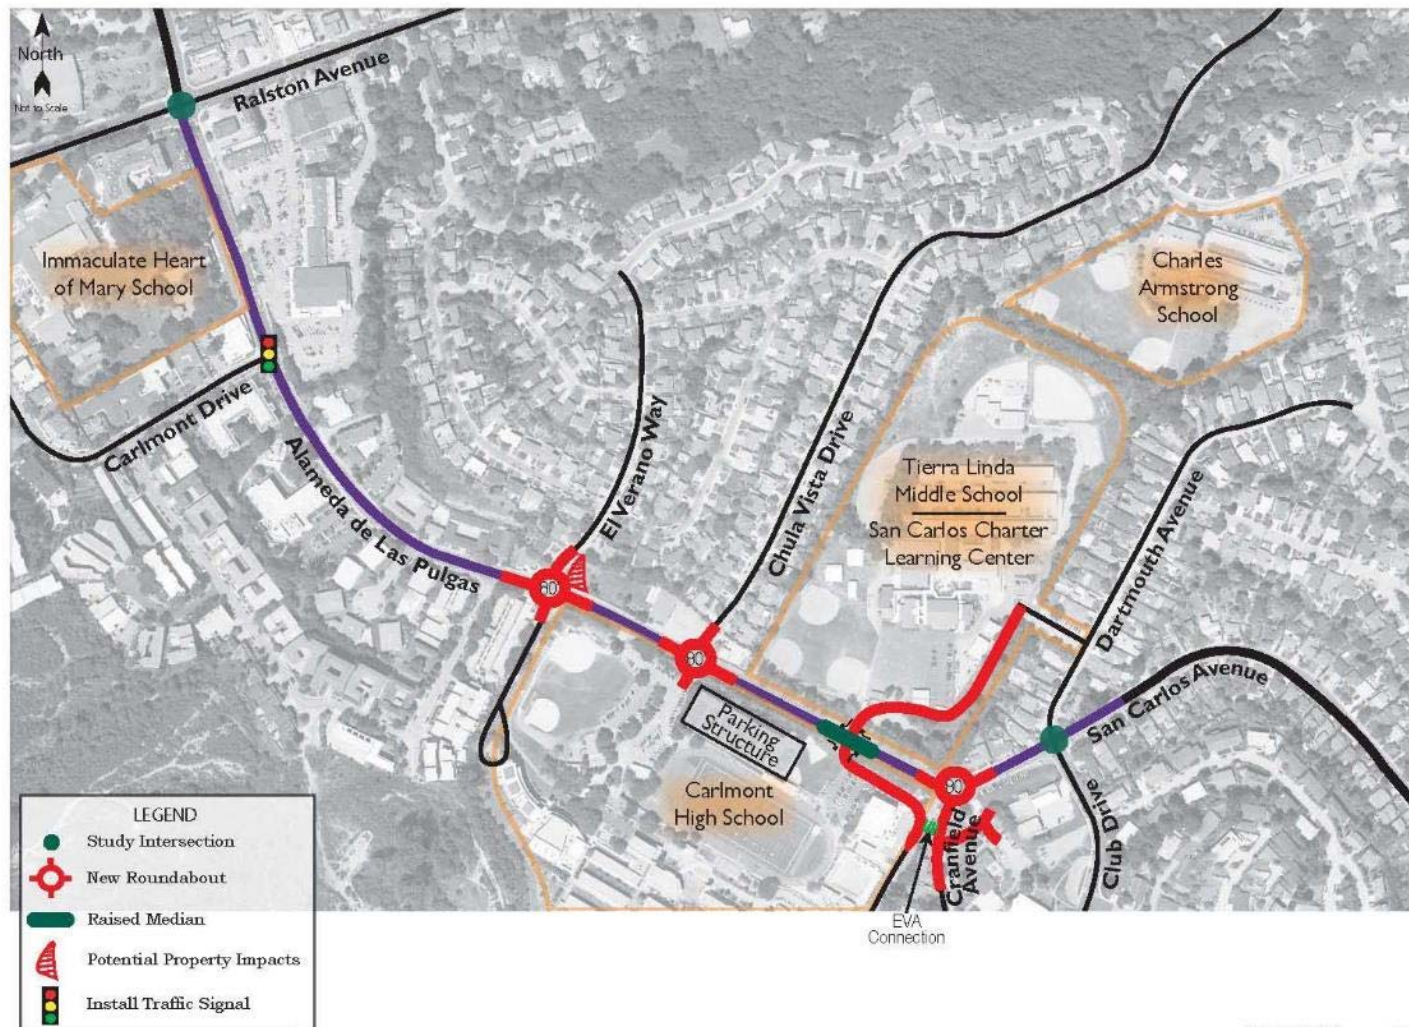 North
Not to Scale
Ralston Avenue
Immaculate Heart
of Mary School
Charles
Armstrong
School
Carlmont Drive
Alameda de Las Pulgas
El Verano Way
Chula Vista Drive
Tierra Linda
Middle School
San Carlos Charter
Learning Center
Dartmouth Avenue
San Carlos Avenue
80
80
80
Parking
Structure
Carlmont
High School
Cranfield
Avenue
Club Drive
EVA
Connection
LEGEND
Study Intersection
New Roundabout
Raised Median
Potential Property Impacts
Install Traffic Signal